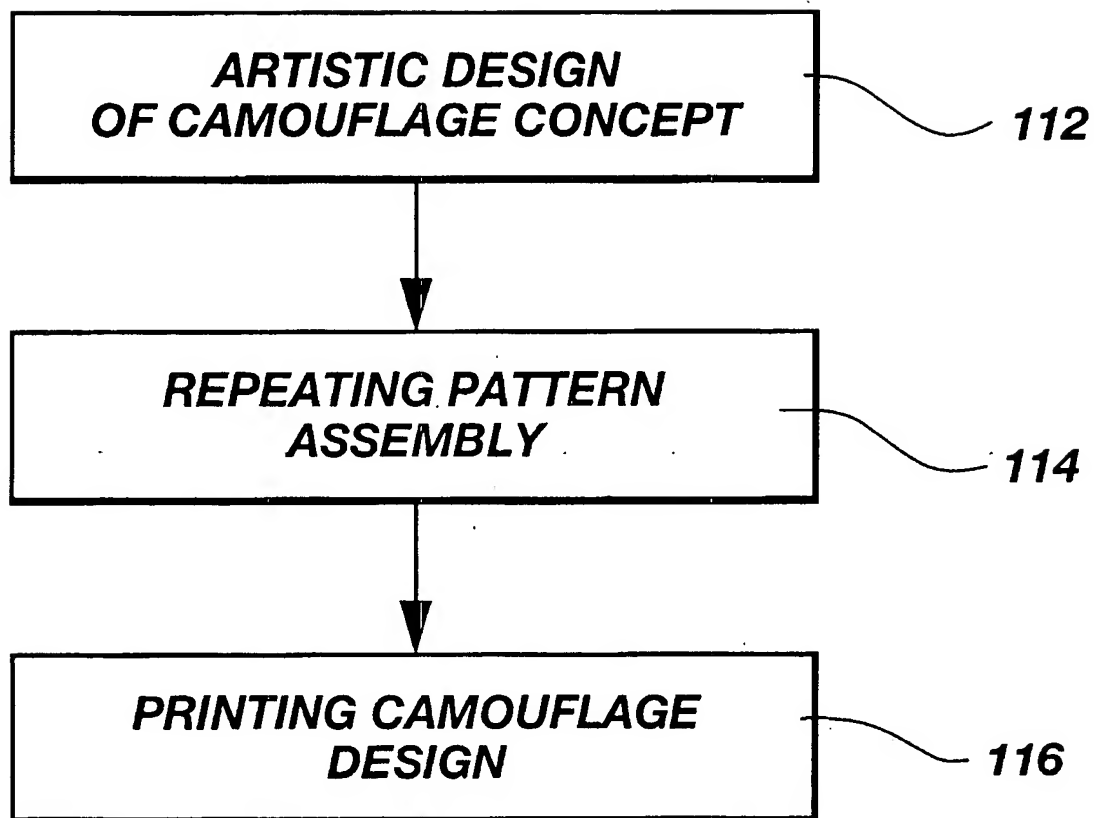 ARTISTIC DESIGN
OF CAMOUFLAGE CONCEPT
112
REPEATING PATTERN
ASSEMBLY
114
PRINTING CAMOUFLAGE
DESIGN
116